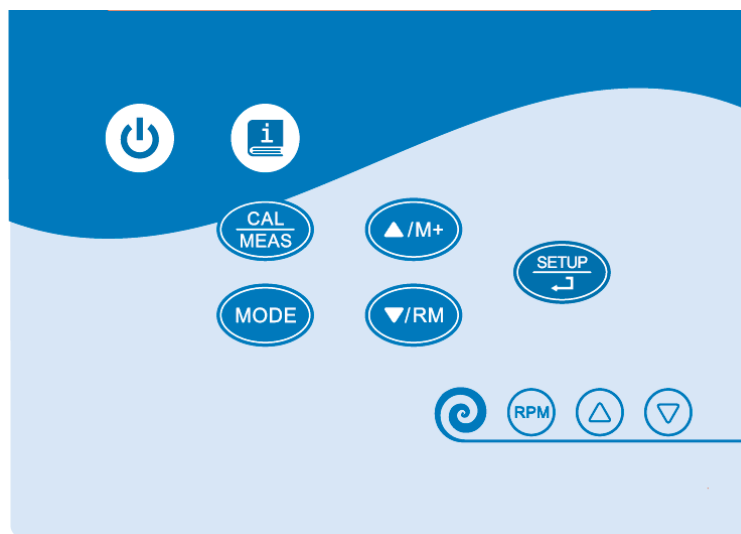 i
CAL
MEAS
▲/M+
SETUP
MODE
▼/RM
RPM